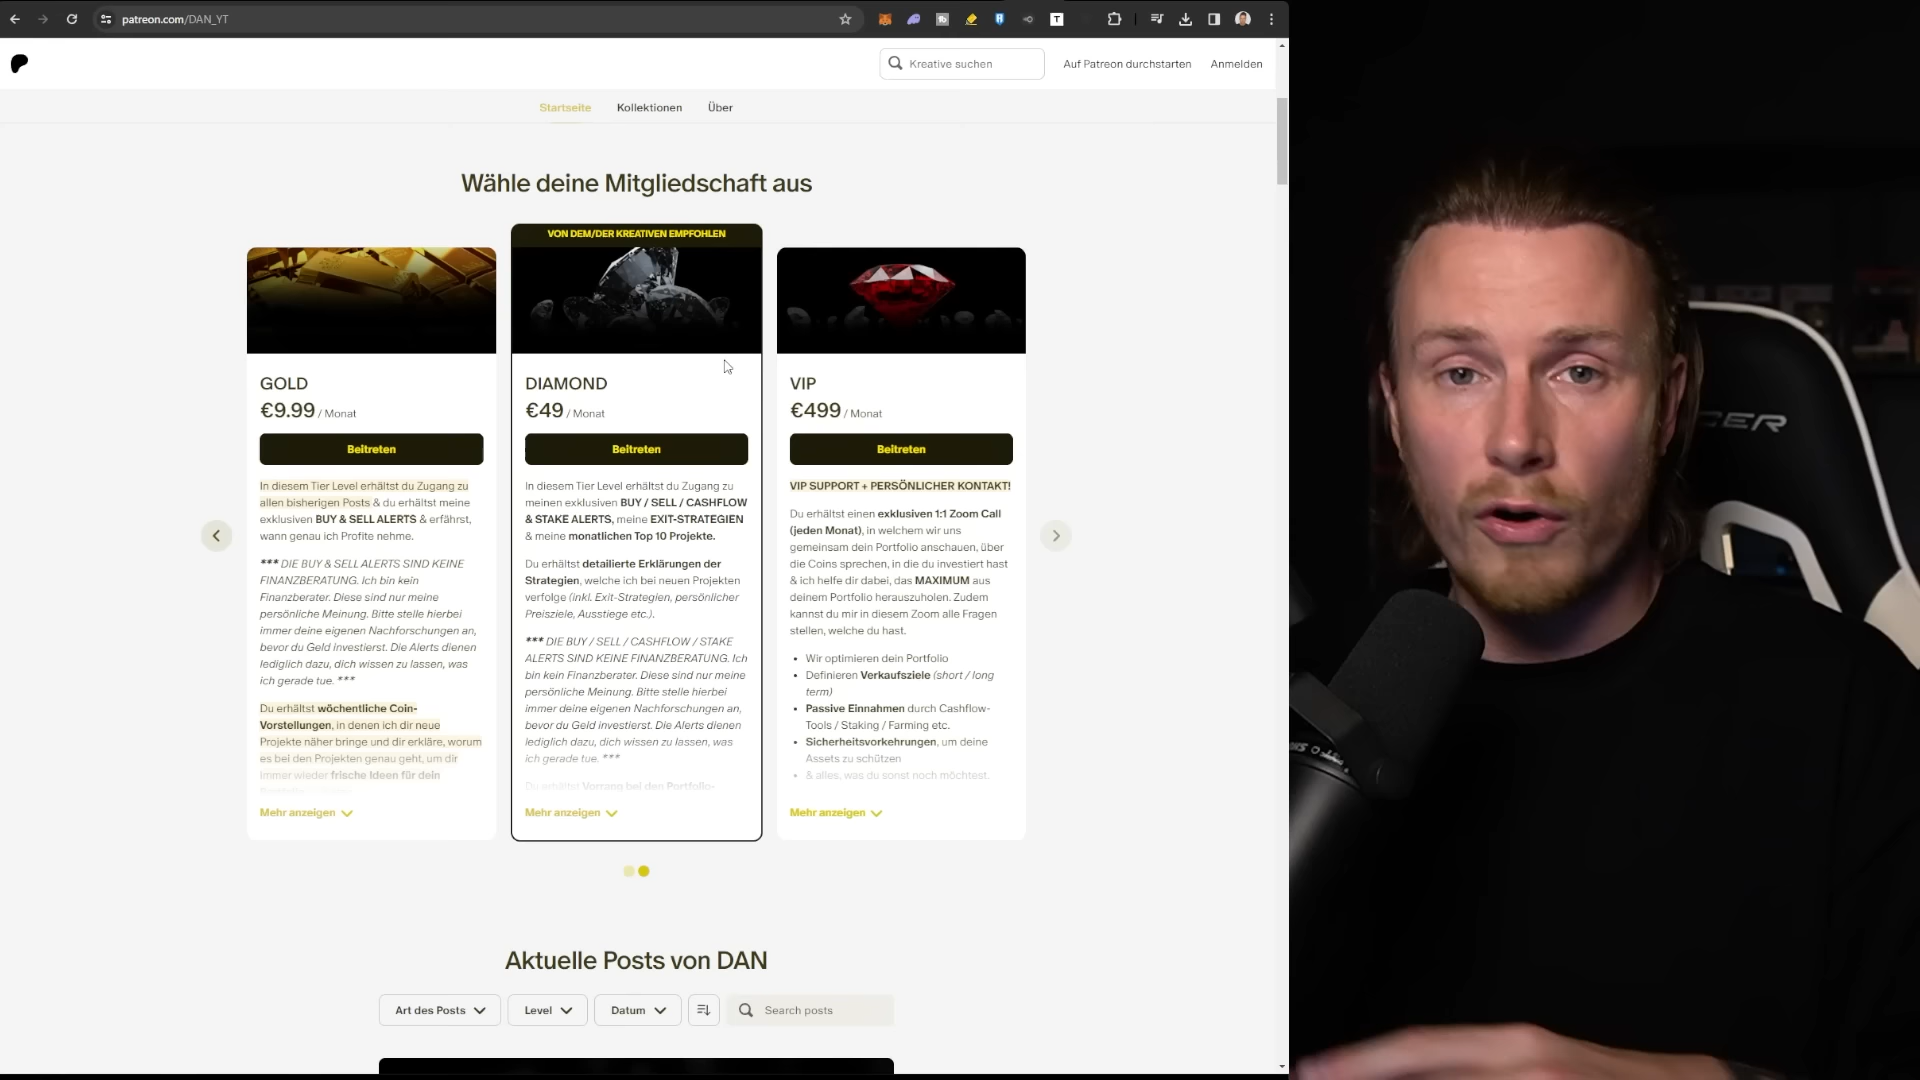 patreon.com/DAN_YT
T
Kreative suchen
Auf Patreon durchstarten
Anmelden
Startseite
Kollektionen
Über
Wähle deine Mitgliedschaft aus
GOLD
€9.99 / Monat
Beitreten
In diesem Tier Level erhältst du Zugang zu
allen bisherigen Posts & du erhältst meine
exklusiven BUY & SELL ALERTS & erfährst,
wann genau ich Profite nehme.
*** DIE BUY & SELL ALERTS SIND KEINE
FINANZBERATUNG. Ich bin kein
Finanzberater. Diese sind nur meine
persönliche Meinung. Bitte stelle hierbei
immer deine eigenen Nachforschungen an,
bevor du Geld investierst. Die Alerts dienen
lediglich dazu, dich wissen zu lassen, was
ich gerade tue. ***
Du erhältst wöchentliche Coin-
Vorstellungen, in denen ich dir neue
Projekte näher bringe und dir erkläre, worum
es bei den Projekten genau geht, um dir
immer wieder frische Ideen für dein
Mehr anzeigen
VON DEM/DER KREATIVEN EMPFOHLEN
DIAMOND
€49 / Monat
Beitreten
In diesem Tier Level erhältst du Zugang zu
meinen exklusiven BUY / SELL / CASHFLOW
& STAKE ALERTS, meine EXIT-STRATEGIEN
& meine monatlichen Top 10 Projekte.
Du erhältst detailierte Erklärungen der
Strategien, welche ich bei neuen Projekten
verfolge (inkl. Exit-Strategien, persönlicher
Preisziele, Ausstiege etc.).
*** DIE BUY / SELL / CASHFLOW / STAKE
ALERTS SIND KEINE FINANZBERATUNG. Ich
bin kein Finanzberater. Diese sind nur meine
persönliche Meinung. Bitte stelle hierbei
immer deine eigenen Nachforschungen an,
bevor du Geld investierst. Die Alerts dienen
lediglich dazu, dich wissen zu lassen, was
ich gerade tue. ***
Du erhältst Vorrang bei den Portfolio-
Mehr anzeigen
VIP
€499 / Monat
Beitreten
VIP SUPPORT + PERSÖNLICHER KONTAKT!
Du erhältst einen exklusiven 1:1 Zoom Call
(jeden Monat), in welchem wir uns
gemeinsam dein Portfolio anschauen, über
die Coins sprechen, in die du investiert hast
& ich helfe dir dabei, das MAXIMUM aus
deinem Portfolio herauszuholen. Zudem
kannst du mir in diesem Zoom alle Fragen
stellen, welche du hast.
• Wir optimieren dein Portfolio
• Definieren Verkaufsziele (short / long
term)
• Passive Einnahmen durch Cashflow-
Tools / Staking / Farming etc.
• Sicherheitsvorkehrungen, um deine
Assets zu schützen
• & alles, was du sonst noch möchtest.
Mehr anzeigen
Aktuelle Posts von DAN
Art des Posts
Level
Datum
Search posts